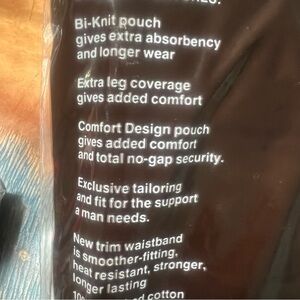 Bi-Knit pouch
gives extra absorbency
and longer wear
Extra leg coverage
gives added comfort
Comfort Design pouch
gives added comfort
and total no-gap security.
Exclusive tailoring
and fit for the support
a man needs.
New trim waistband
is smoother-fitting,
heat resistant, stronger,
longer lasting
cotton